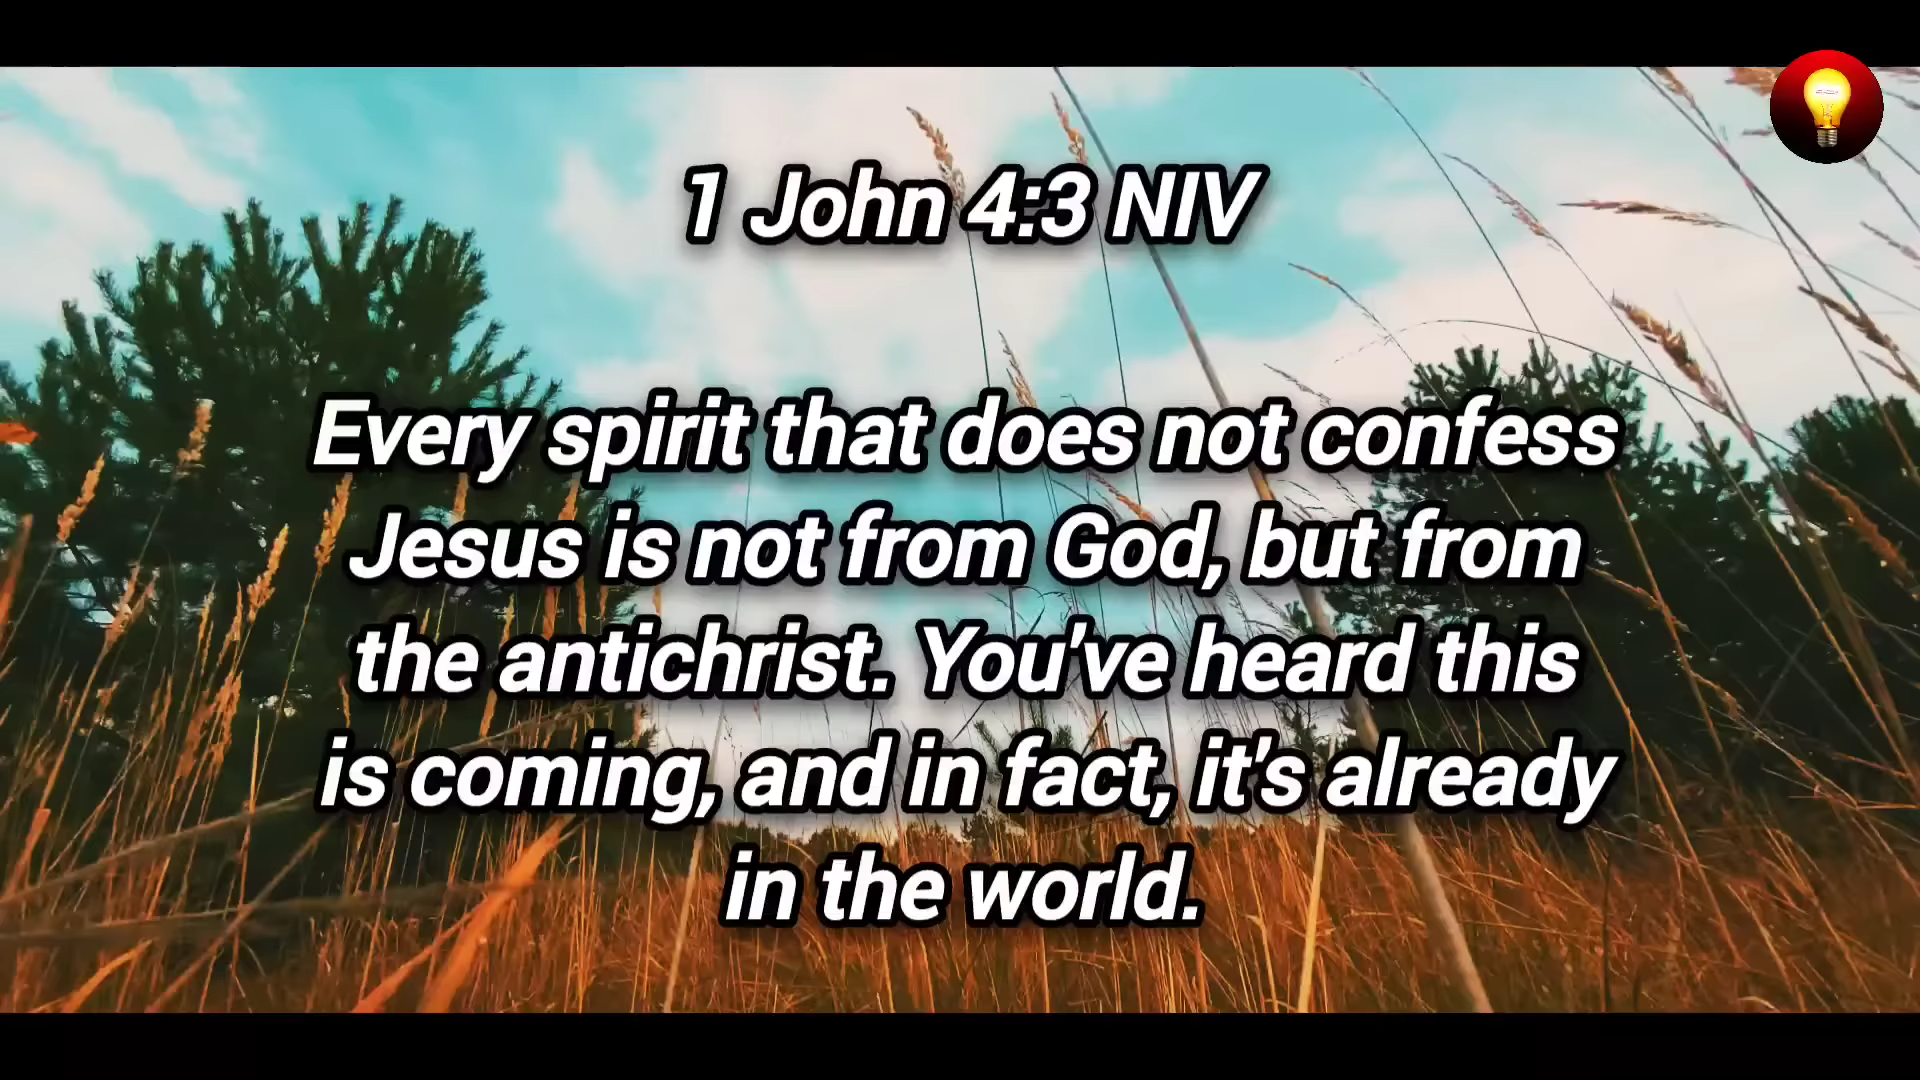 1 John 4:3 NIV
Every spirit that does not confess
Jesus is not from God, but from
the antichrist. You've heard this
is coming, and in fact, it's already
in the world.